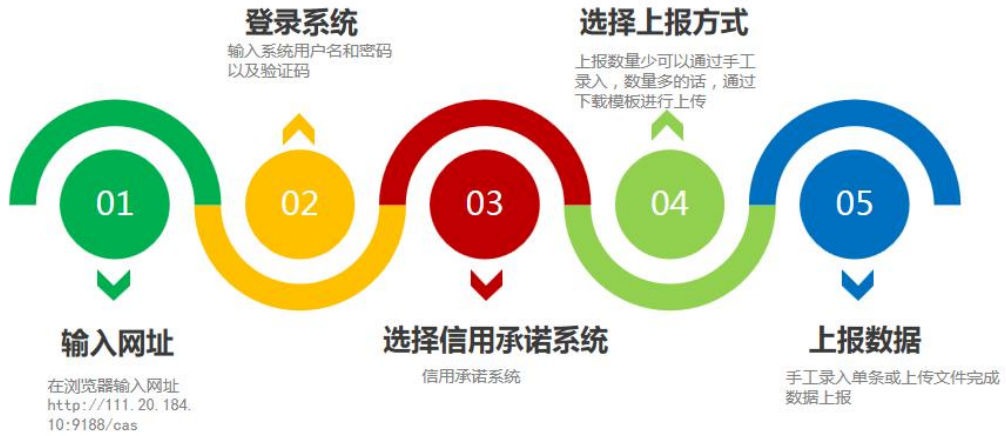 登录系统
输入系统用户名和密码
以及验证码
选择上报方式
上报数量少可以通过手工
录入，数量多的话，通过
下载模板进行上传
01
02
03
04
05
输入网址
在浏览器输入网址
http://111.20.184.
10:9188/cas
选择信用承诺系统
信用承诺系统
上报数据
手工录入单条或上传文件完成
数据上报